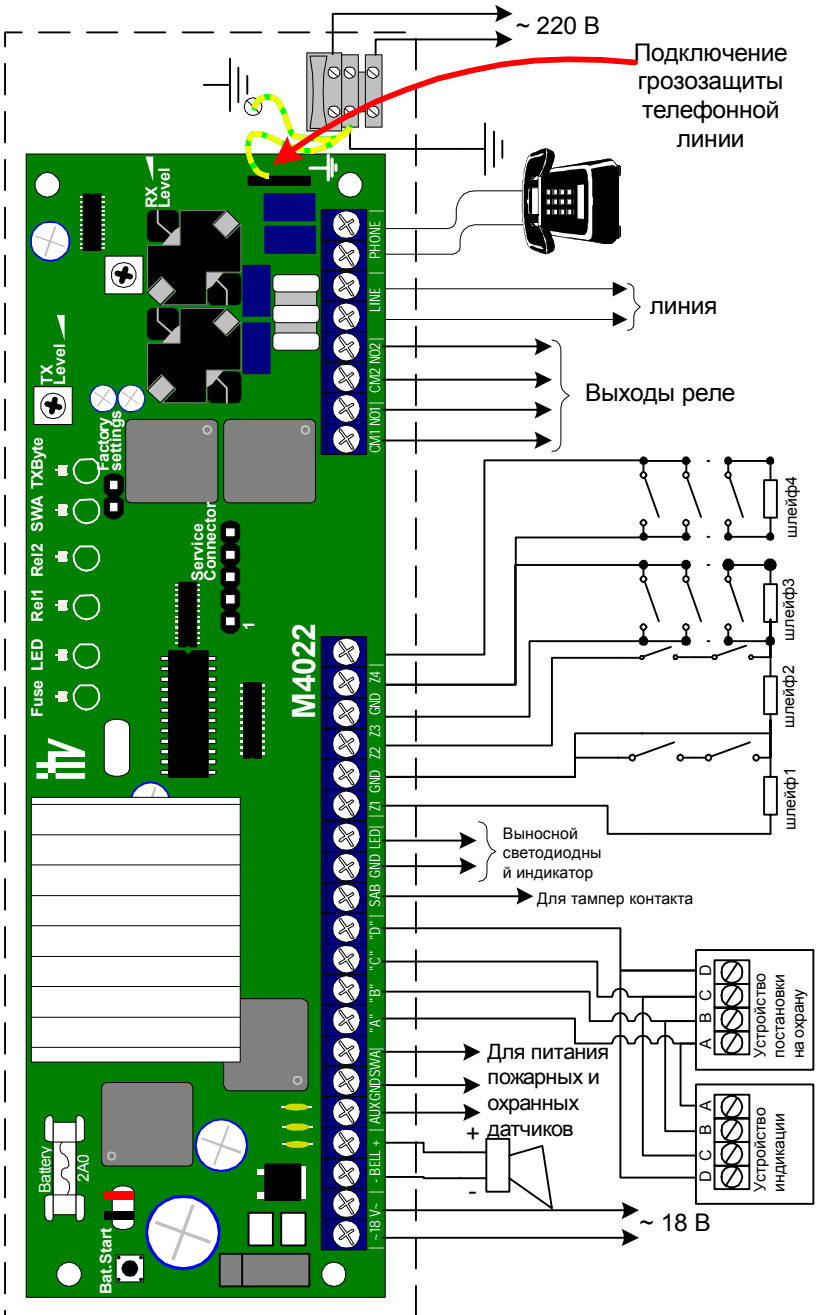 ~ 220 В
Подключение
грозозащиты
телефонной
линии
RX
Level
TX
Level
PHONE
LINE
CM2 NO2
CM1 NO1
линия
Выходы реле
Factory
settings
TXByte
SWA
Rel2
Rel1
LED
Fuse
Service
Connector
1
M4022
itv
Z4
GND
Z3
Z2
GND
Z1
LED
GND
SAB
"D"
"C"
"B"
"A"
SWA
GND
AUX
- BELL +
~18 V~
шлейф4
шлейф3
шлейф2
шлейф1
Выносной
светодиодны
й индикатор
Для тампер контакта
Для питания
пожарных и
охранных
датчиков
+
-
~ 18 В
D
C
B
A
Устройство
постановки
на охрану
A
B
C
D
Устройство
индикации
Battery
2A0
Bat.Start